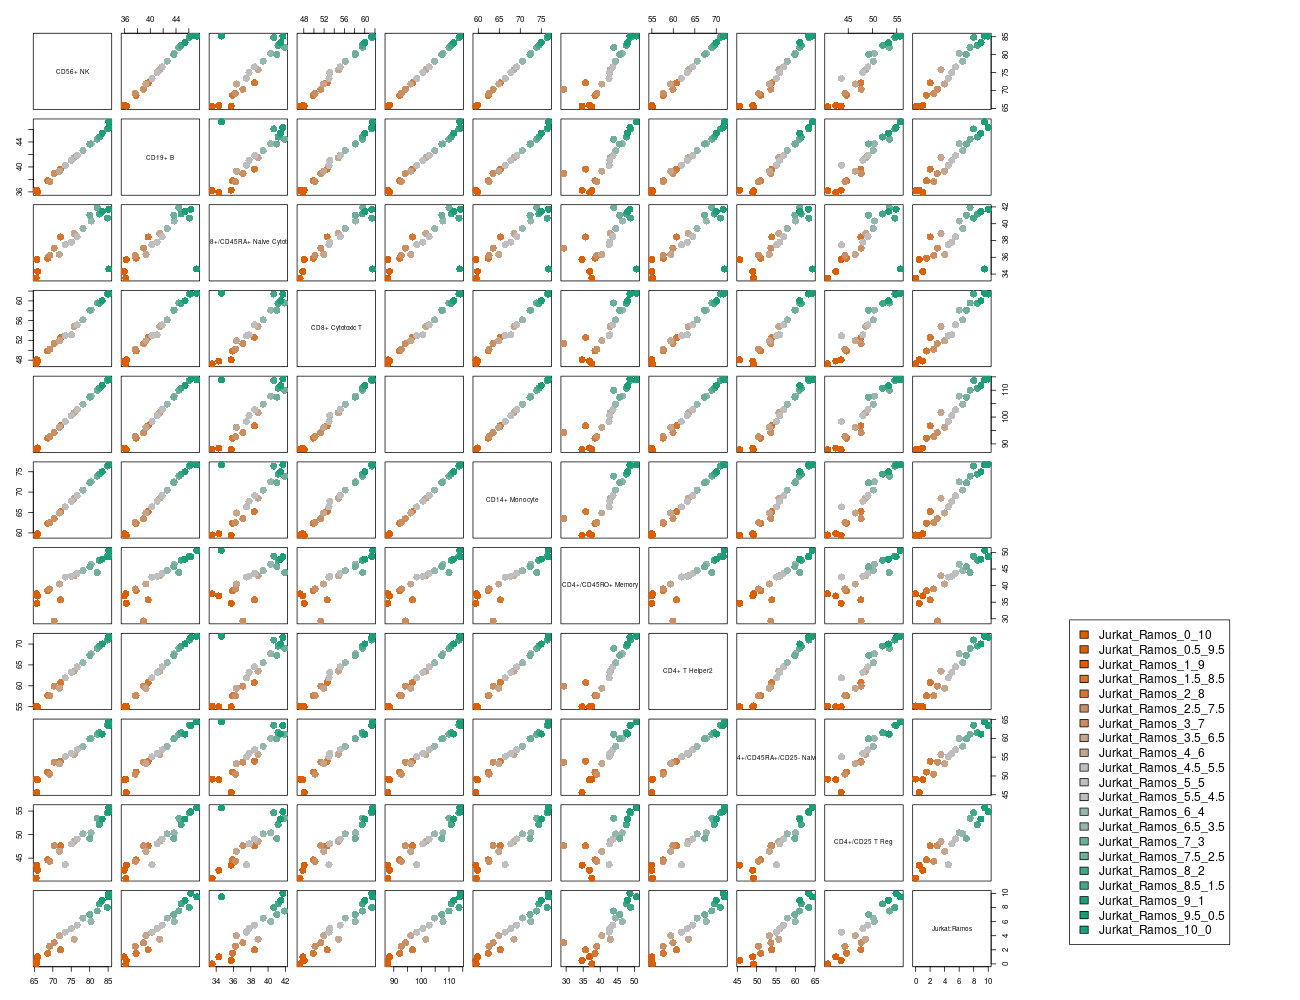 36 40 44
48 52 56 60
60 65 70 75
55 60 65 70
45 50 55
CD56+ NK
65 70 75 80 85
36 40 44
CD19+ B
8+/CD45RA+ Naive Cytot
34 36 38 40 42
48 52 56 60
CD8+ Cytotoxic T
90 100 110
60 65 70 75
CD14+ Monocyte
CD4+/CD45RO+ Memory
30 35 40 45 50
55 60 65 70
CD4+ T Helper2
4+/CD45RA+/CD25- Naiv
45 50 55 60 65
45 50 55
CD4+/CD25 T Reg
Jurkat:Ramos
0 2 4 6 8 10
65 70 75 80 85
34 36 38 40 42
90 100 110
30 35 40 45 50
45 50 55 60 65
0 2 4 6 8 10
Jurkat_Ramos_0_10
Jurkat_Ramos_0.5_9.5
Jurkat_Ramos_1_9
Jurkat_Ramos_1.5_8.5
Jurkat_Ramos_2_8
Jurkat_Ramos_2.5_7.5
Jurkat_Ramos_3_7
Jurkat_Ramos_3.5_6.5
Jurkat_Ramos_4_6
Jurkat_Ramos_4.5_5.5
Jurkat_Ramos_5_5
Jurkat_Ramos_5.5_4.5
Jurkat_Ramos_6_4
Jurkat_Ramos_6.5_3.5
Jurkat_Ramos_7_3
Jurkat_Ramos_7.5_2.5
Jurkat_Ramos_8_2
Jurkat_Ramos_8.5_1.5
Jurkat_Ramos_9_1
Jurkat_Ramos_9.5_0.5
Jurkat_Ramos_10_0